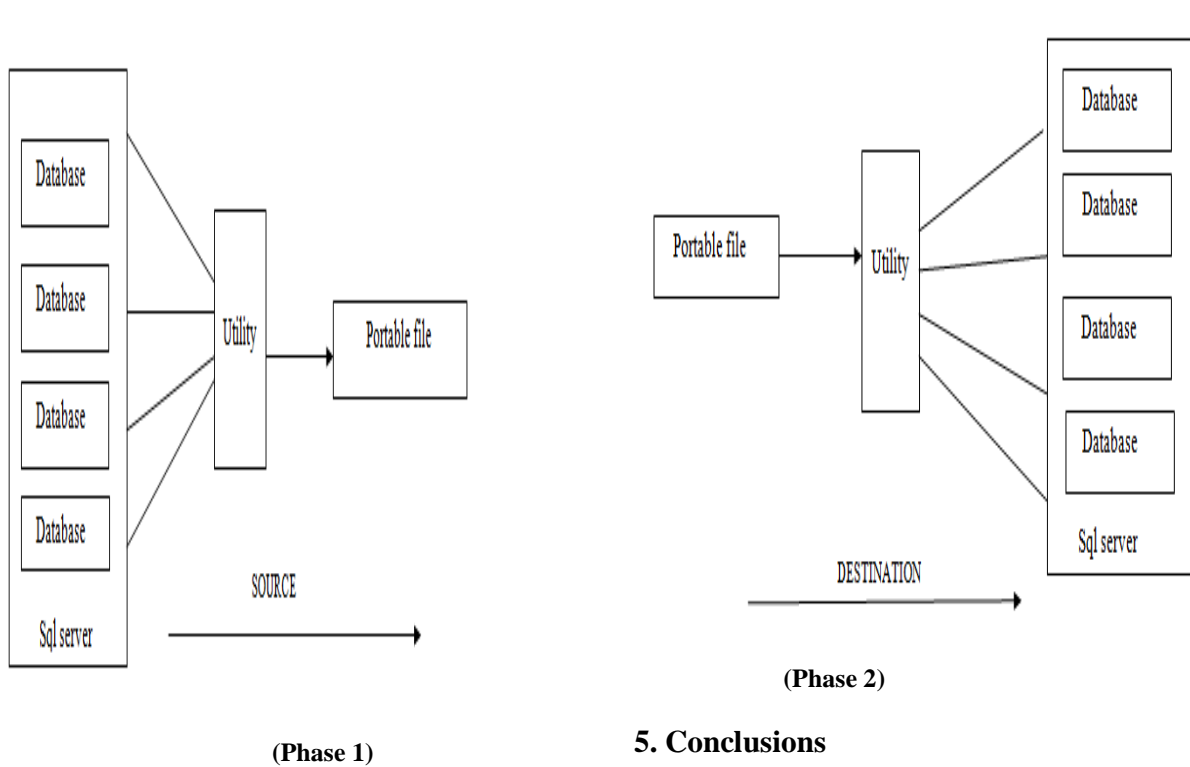 Database
Database
Database
Database
Sql server
Utility
Portable file
SOURCE
(Phase 1)
Portable file
Utility
Database
Database
Database
Database
Sql server
DESTINATION
(Phase 2)
5. Conclusions